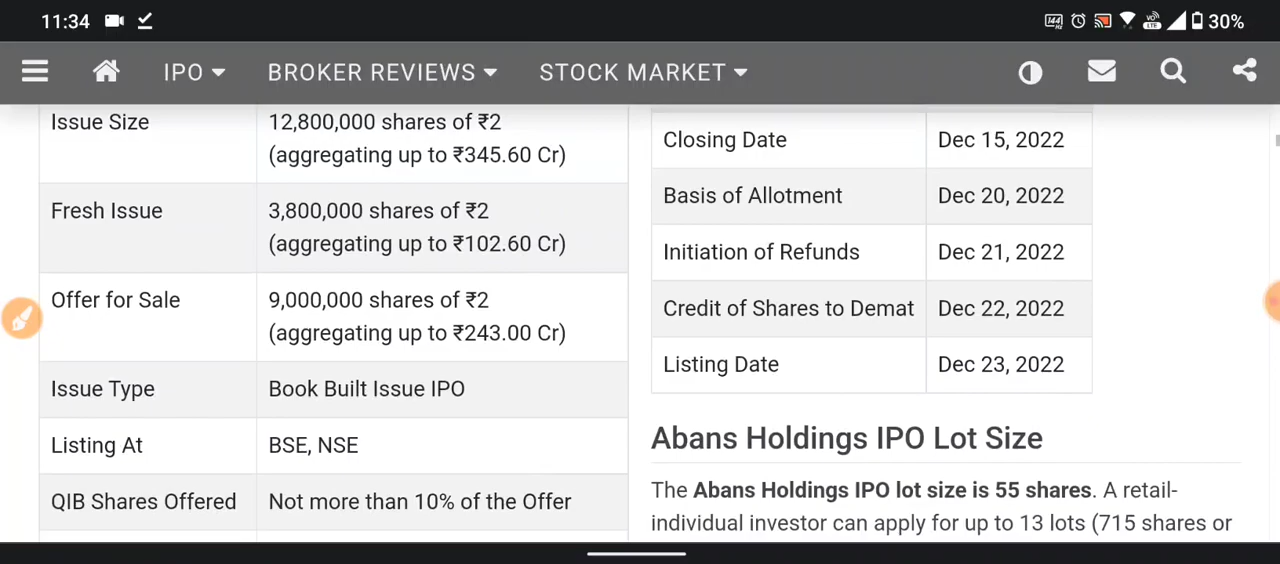 11:34
144 Hz
VO LTE
30%
IPO
BROKER REVIEWS
STOCK MARKET
Issue Size
12,800,000 shares of ₹2
(aggregating up to ₹345.60 Cr)
Fresh Issue
3,800,000 shares of ₹2
(aggregating up to ₹102.60 Cr)
Offer for Sale
9,000,000 shares of ₹2
(aggregating up to ₹243.00 Cr)
Issue Type
Book Built Issue IPO
Listing At
BSE, NSE
QIB Shares Offered
Not more than 10% of the Offer
Closing Date
Dec 15, 2022
Basis of Allotment
Dec 20, 2022
Initiation of Refunds
Dec 21, 2022
Credit of Shares to Demat
Dec 22, 2022
Listing Date
Dec 23, 2022
Abans Holdings IPO Lot Size
The Abans Holdings IPO lot size is 55 shares. A retail-
individual investor can apply for up to 13 lots (715 shares or